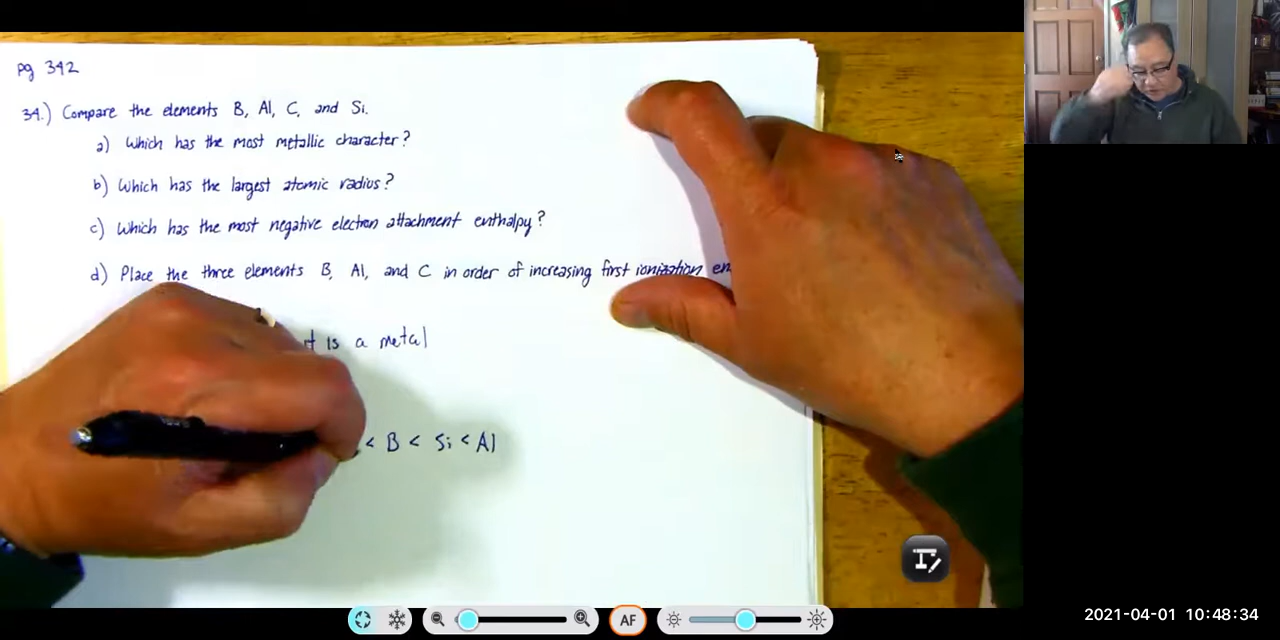 pg 342
34.) Compare the elements B, Al, C, and Si.
a) Which has the most metallic character?
b) Which has the largest atomic radius?
c) Which has the most negative electron attachment enthalpy?
d) Place the three elements B, Al, and C in order of increasing first ionization
it is a metal
< B < Si < Al
AF
2021-04-01 10:48:34